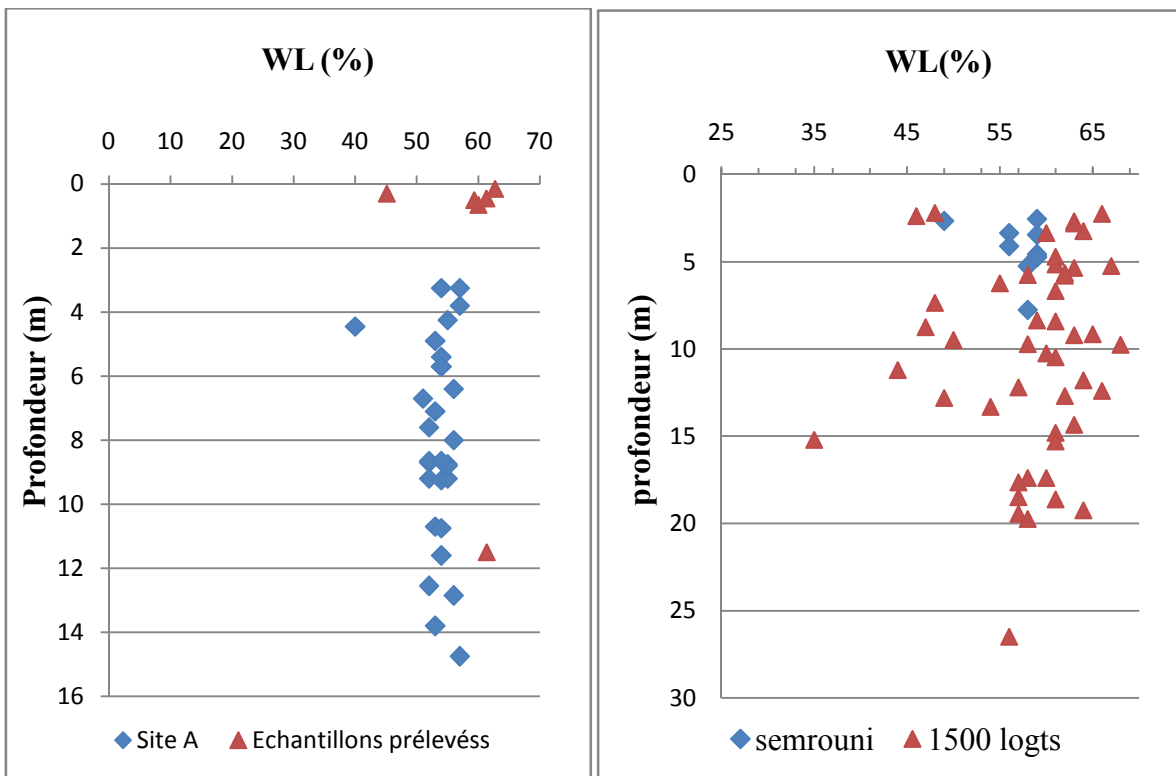 WL (%)
0 10 20 30 40 50 60 70
0
2
4
6
8
10
12
14
16
Profondeur (m)
Site A Echantillons prélevéss
WL(%)
25 35 45 55 65
0
5
10
15
20
25
30
profondeur (m)
semrouni 1500 logts